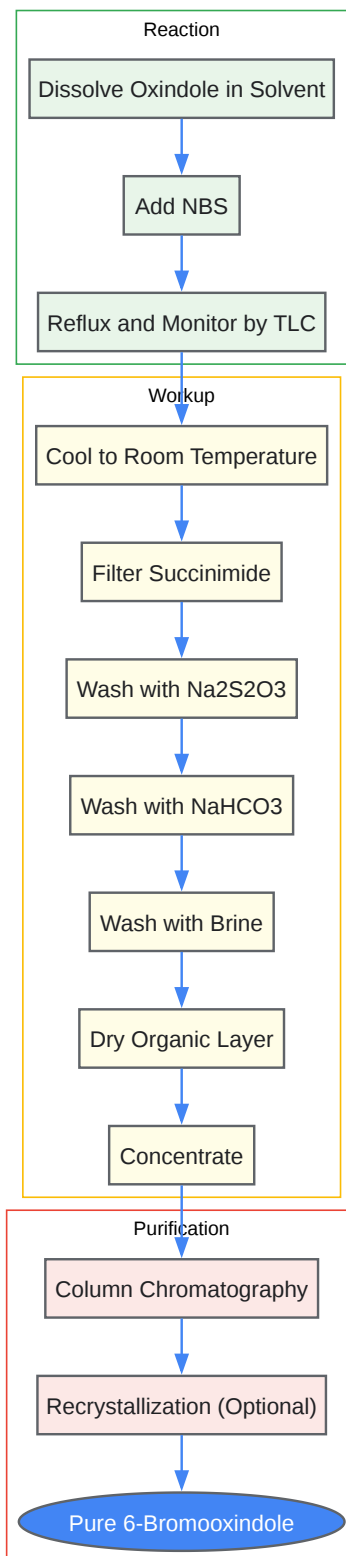 Reaction
Dissolve Oxindole in Solvent
Add NBS
Reflux and Monitor by TLC
Workup
Cool to Room Temperature
Filter Succinimide
Wash with Na2S2O3
Wash with NaHCO3
Wash with Brine
Dry Organic Layer
Concentrate
Purification
Column Chromatography
Recrystallization (Optional)
Pure 6-Bromooxindole